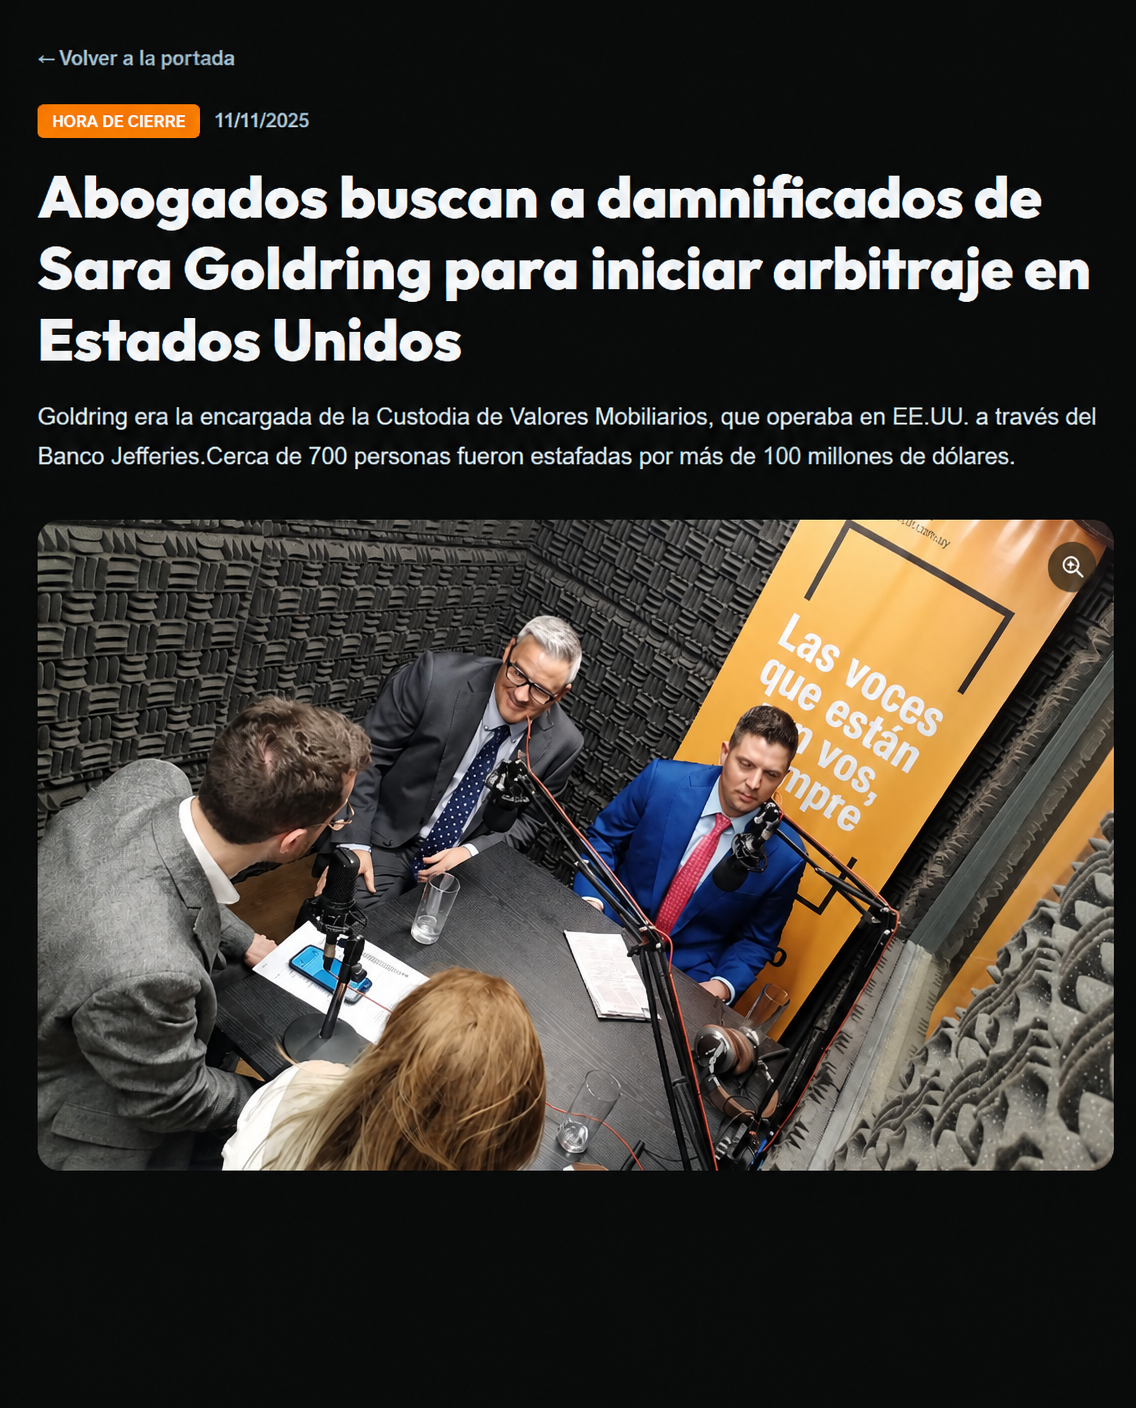 ← Volver a la portada
HORA DE CIERRE 11/11/2025
Abogados buscan a damnificados de
Sara Goldring para iniciar arbitraje en
Estados Unidos
Goldring era la encargada de la Custodia de Valores Mobiliarios, que operaba en EE.UU. a través del
Banco Jefferies.Cerca de 700 personas fueron estafadas por más de 100 millones de dólares.
Las voces
que están
n vos,
mpre